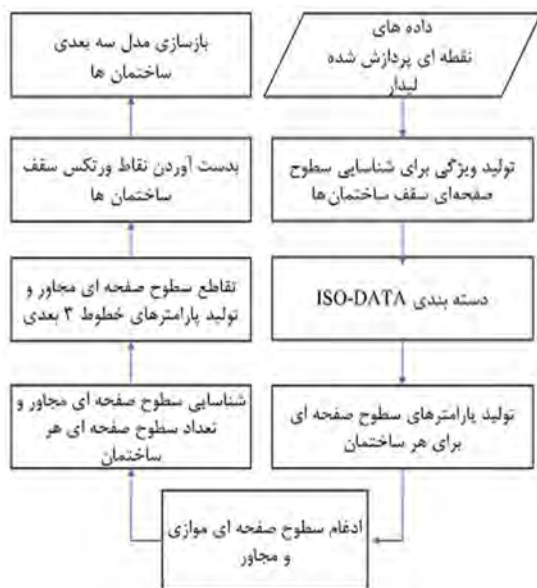 داده های
نقطه ای پردازش شده
لیدار
تولید ویژگی برای شناسایی سطوح
صفحه‌ای سقف ساختمان‌ها
دسته بندی ISO-DATA
تولید پارامترهای سطوح صفحه ای
برای هر ساختمان
ادغام سطوح صفحه ای موازی
و مجاور
شناسایی سطوح صفحه ای مجاور و
تعداد سطوح صفحه ای هر
ساختمان
تقاطع سطوح صفحه ای مجاور و
تولید پارامترهای خطوط ۳ بعدی
بدست آوردن نقاط ورتکس سقف
ساختمان ها
بازسازی مدل سه بعدی
ساختمان ها